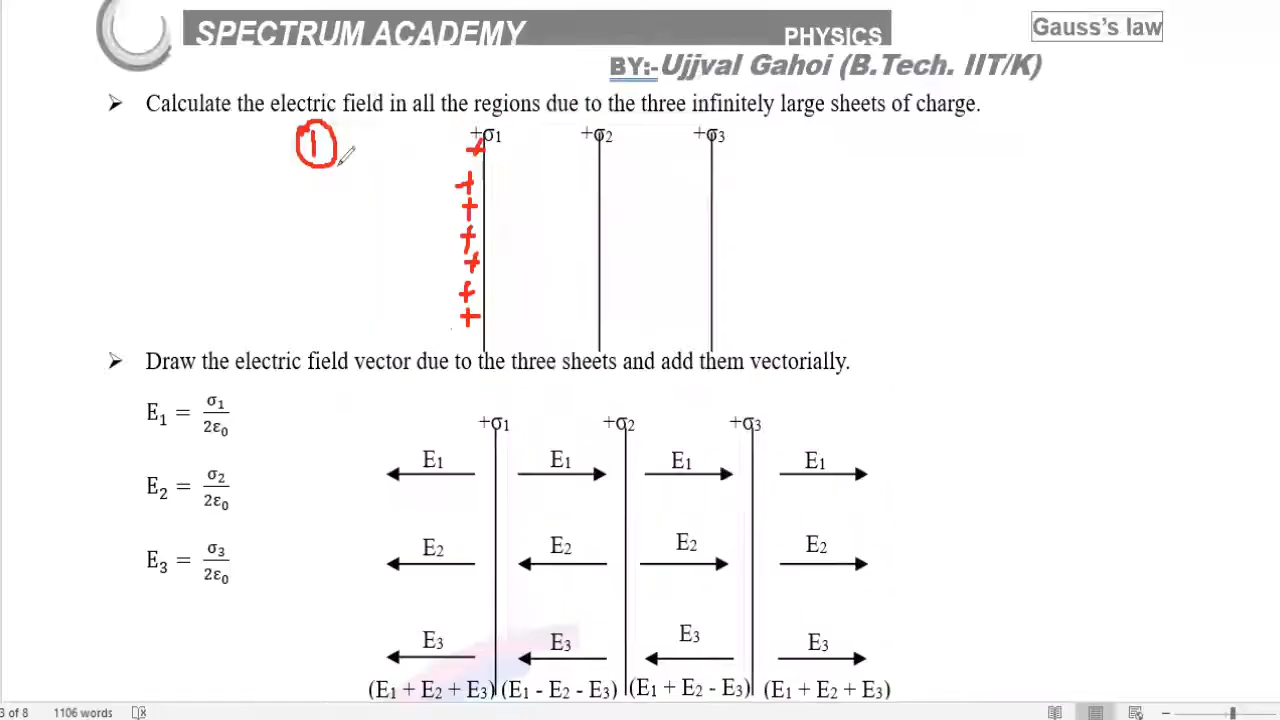 SPECTRUM ACADEMY PHYSICS Gauss's law
BY:-Ujjval Gahoi (B.Tech. IIT/K)
➢ Calculate the electric field in all the regions due to the three infinitely large sheets of charge.
+σ1 +σ2 +σ3
1
+
+
+
+
+
+
+
➢ Draw the electric field vector due to the three sheets and add them vectorially.
E₁ = σ₁/2ε₀
E₂ = σ₂/2ε₀
E₃ = σ₃/2ε₀
+σ1 +σ2 +σ3
E1 E1 E1 E1
E2 E2 E2 E2
E3 E3 E3 E3
(E1 + E2 + E3) (E1 - E2 - E3) (E1 + E2 - E3) (E1 + E2 + E3)
3 of 8 1106 words